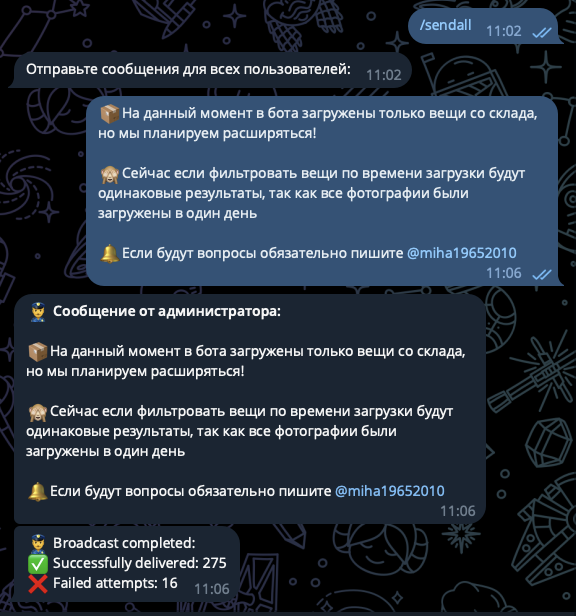 /sendall 11:02
Отправьте сообщения для всех пользователей: 11:02
📦На данный момент в бота загружены только вещи со склада,
но мы планируем расширяться!
🙈Сейчас если фильтровать вещи по времени загрузки будут
одинаковые результаты, так как все фотографии были
загружены в один день
🔔Если будут вопросы обязательно пишите @miha19652010
11:06
👮 Сообщение от администратора:
📦На данный момент в бота загружены только вещи со склада,
но мы планируем расширяться!
🙈Сейчас если фильтровать вещи по времени загрузки будут
одинаковые результаты, так как все фотографии были
загружены в один день
🔔Если будут вопросы обязательно пишите @miha19652010
11:06
👮 Broadcast completed:
✅ Successfully delivered: 275
❌ Failed attempts: 16 11:06